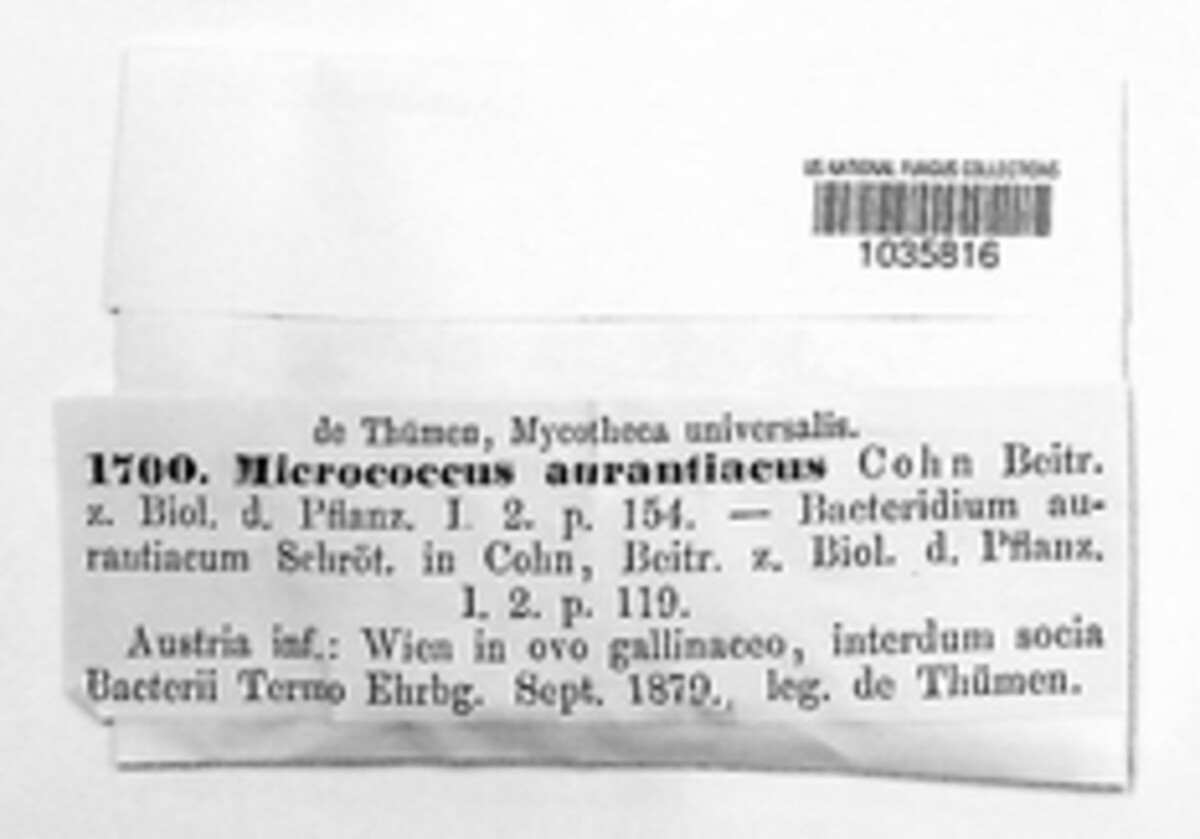 US NATIONAL FUNGUS COLLECTIONS
1035816
de Thümen, Mycotheca universalis.
1700. Micrococcus aurantiacus Cohn Beitr.
z. Biol. d. Pflanz. I. 2. p. 154. — Bacteridium au-
rantiacum Schröt. in Cohn, Beitr. z. Biol. d. Pflanz.
I. 2. p. 119.
Austria inf.: Wien in ovo gallinaceo, interdum socia
Bacterii Termo Ehrbg. Sept. 1879., leg. de Thümen.